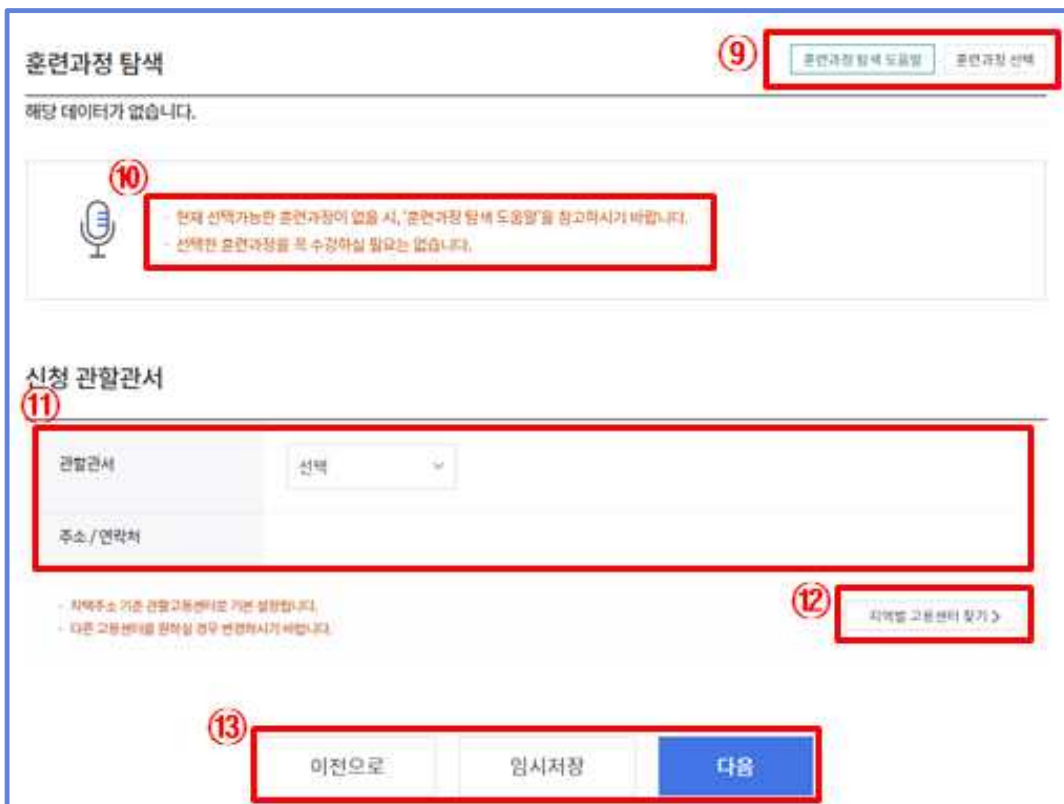 훈련과정 탐색
⑨
훈련과정 탐색 도움말
훈련과정 선택
해당 데이터가 없습니다.
⑩
- 현재 선택가능한 훈련과정이 없을 시, '훈련과정 탐색 도움말'을 참고하시기 바랍니다.
- 선택한 훈련과정을 꼭 수강하실 필요는 없습니다.
신청 관할관서
⑪
관할관서
선택
주소 / 연락처
- 자택주소 기준 관할고용센터로 기본 설정됩니다.
- 다른 고용센터를 원하실 경우 변경하시기 바랍니다.
⑫
지역별 고용센터 찾기 >
⑬
이전으로
임시저장
다음